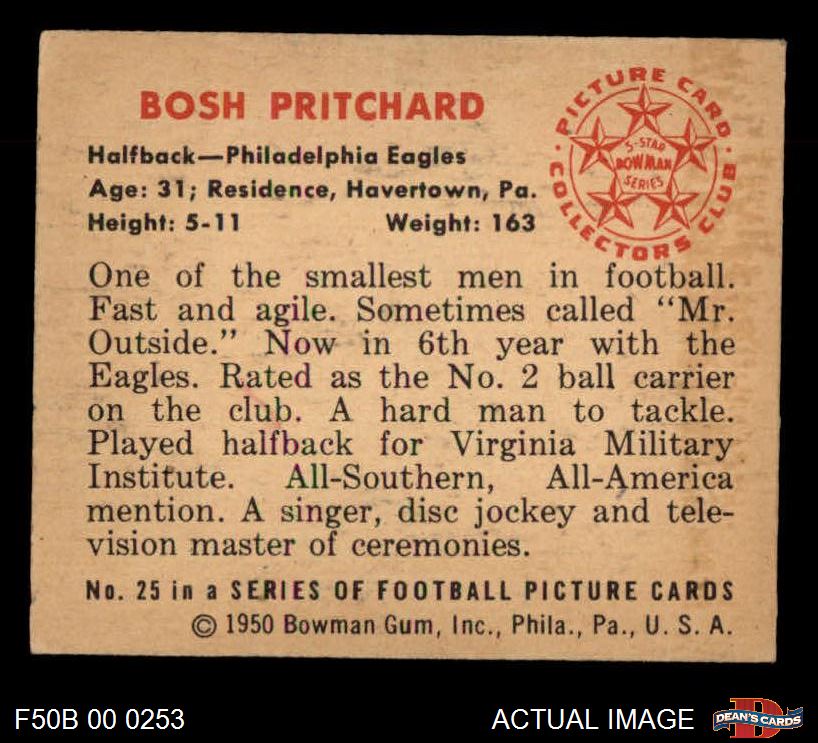 BOSH PRITCHARD
Halfback—Philadelphia Eagles
Age: 31; Residence, Havertown, Pa.
Height: 5-11 Weight: 163
PICTURE CARD
COLLECTORS CLUB
5-STAR
BOWMAN
SERIES
One of the smallest men in football.
Fast and agile. Sometimes called "Mr.
Outside." Now in 6th year with the
Eagles. Rated as the No. 2 ball carrier
on the club. A hard man to tackle.
Played halfback for Virginia Military
Institute. All-Southern, All-America
mention. A singer, disc jockey and tele-
vision master of ceremonies.
No. 25 in a SERIES OF FOOTBALL PICTURE CARDS
© 1950 Bowman Gum, Inc., Phila., Pa., U. S. A.
F50B 00 0253
ACTUAL IMAGE
D
DEAN'S CARDS